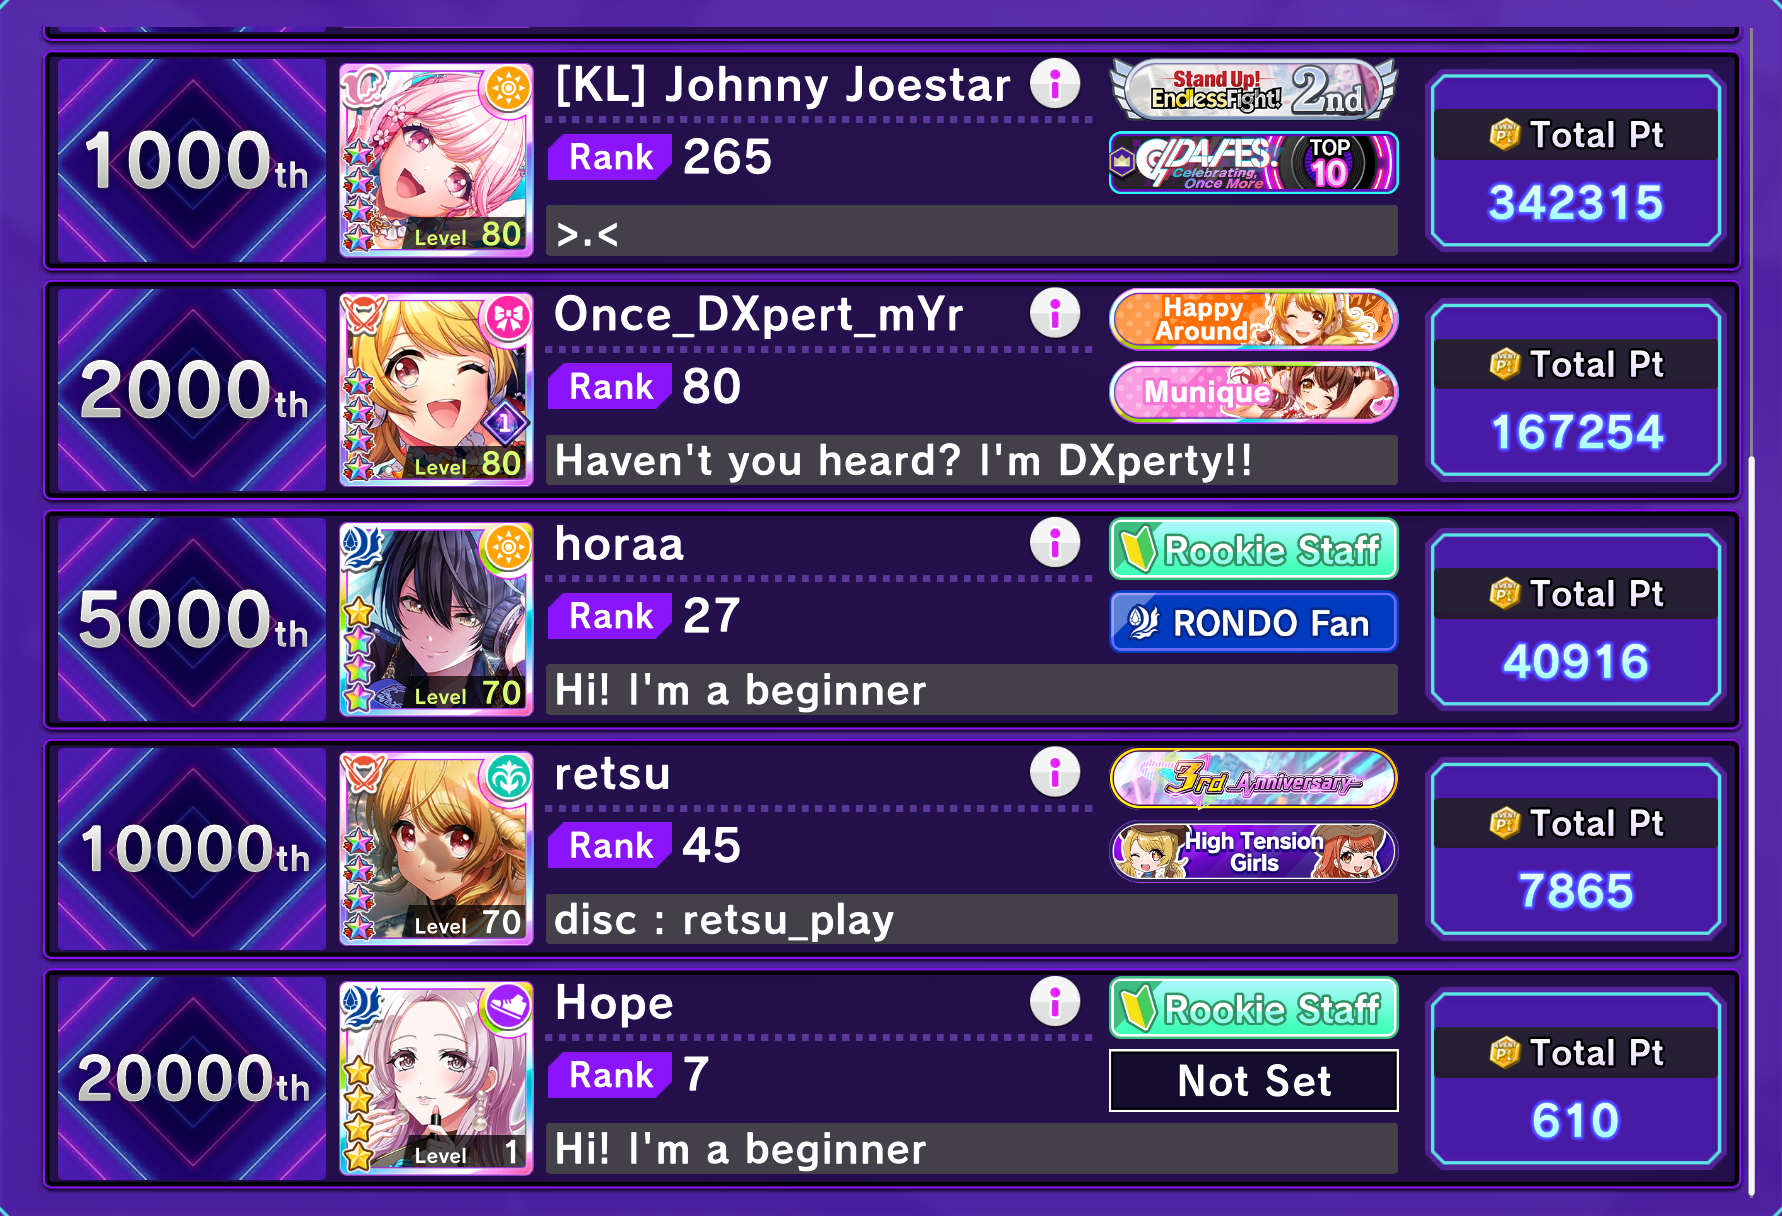 1000th
Level 80
[KL] Johnny Joestar
Rank 265
>.<
Stand Up!
EndlessFight! 2nd
D4FES. TOP
Celebrating, 10
Once More
Total Pt
342315
2000th
1
Level 80
Once_DXpert_mYr
Rank 80
Haven't you heard? I'm DXperty!!
Happy
Around
Munique
Total Pt
167254
5000th
Level 70
horaa
Rank 27
Hi! I'm a beginner
Rookie Staff
RONDO Fan
Total Pt
40916
10000th
Level 70
retsu
Rank 45
disc : retsu_play
3rd Anniversary
High Tension
Girls
Total Pt
7865
20000th
Level 1
Hope
Rank 7
Hi! I'm a beginner
Rookie Staff
Not Set
Total Pt
610